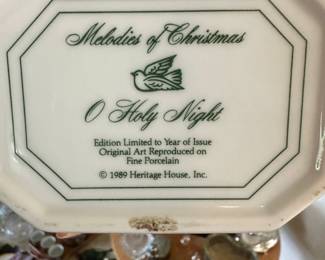 Melodies of Christmas
O Holy Night
Edition Limited to Year of Issue
Original Art Reproduced on
Fine Porcelain
© 1989 Heritage House, Inc.